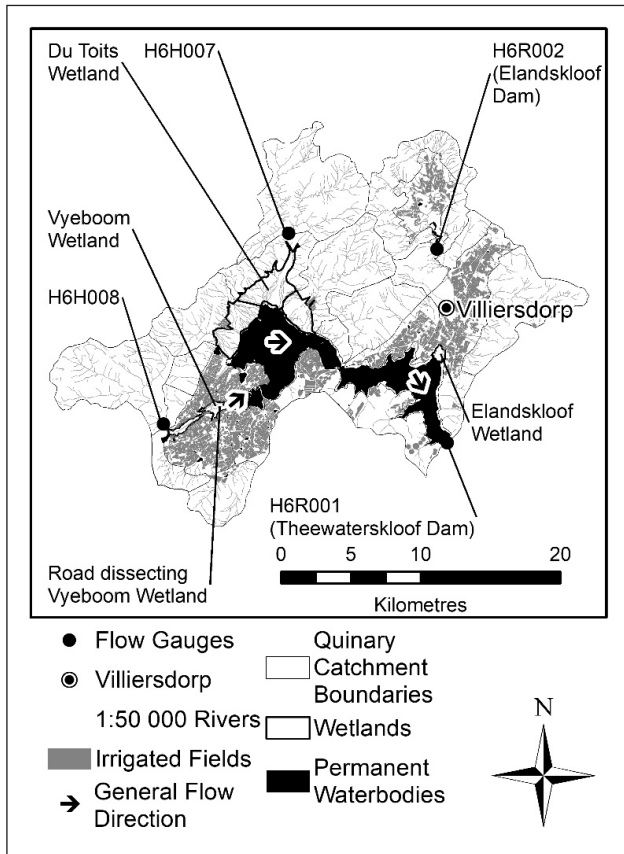 Du Toits
Wetland
H6H007
H6R002
(Elandskloof
Dam)
Vyeboom
Wetland
H6H008
Villiersdorp
Elandskloof
Wetland
H6R001
(Theewaterskloof Dam)
0 5 10 20
Kilometres
Road dissecting
Vyeboom Wetland
Flow Gauges
Villiersdorp
1:50 000 Rivers
Irrigated Fields
General Flow
Direction
Quinary
Catchment
Boundaries
Wetlands
Permanent
Waterbodies
N